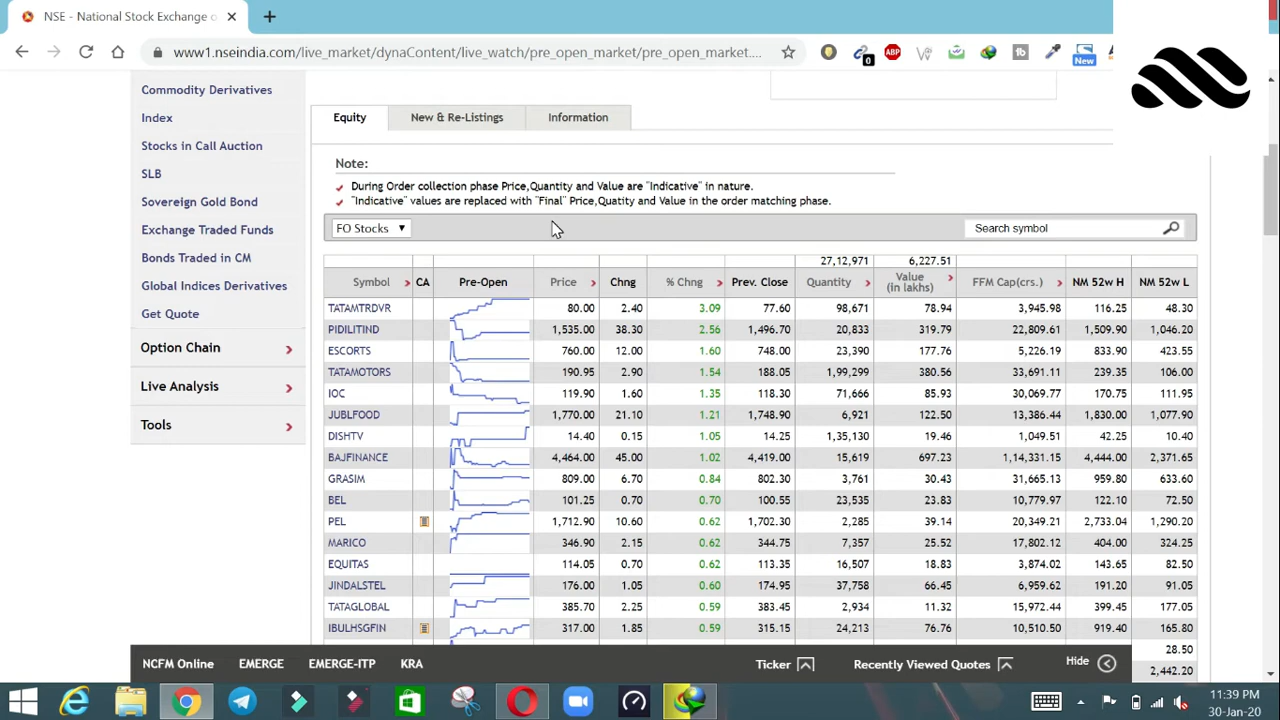 NSE - National Stock Exchange o
www1.nseindia.com/live_market/dynaContent/live_watch/pre_open_market/pre_open_market....
0
ABP
New
Commodity Derivatives
Index
Stocks in Call Auction
SLB
Sovereign Gold Bond
Exchange Traded Funds
Bonds Traded in CM
Global Indices Derivatives
Get Quote
Option Chain
Live Analysis
Tools
Equity New & Re-Listings Information
Note:
During Order collection phase Price,Quantity and Value are "Indicative" in nature.
"Indicative" values are replaced with "Final" Price,Quatity and Value in the order matching phase.
FO Stocks Search symbol
27,12,971 6,227.51
Symbol CA Pre-Open Price Chng % Chng Prev. Close Quantity Value (in lakhs) FFM Cap(crs.) NM 52w H NM 52w L
TATAMTRDVR 80.00 2.40 3.09 77.60 98,671 78.94 3,945.98 116.25 48.30
PIDILITIND 1,535.00 38.30 2.56 1,496.70 20,833 319.79 22,809.61 1,509.90 1,046.20
ESCORTS 760.00 12.00 1.60 748.00 23,390 177.76 5,226.19 833.90 423.55
TATAMOTORS 190.95 2.90 1.54 188.05 1,99,299 380.56 33,691.11 239.35 106.00
IOC 119.90 1.60 1.35 118.30 71,666 85.93 30,069.77 170.75 111.95
JUBLFOOD 1,770.00 21.10 1.21 1,748.90 6,921 122.50 13,386.44 1,830.00 1,077.90
DISHTV 14.40 0.15 1.05 14.25 1,35,130 19.46 1,049.51 42.25 10.40
BAJFINANCE 4,464.00 45.00 1.02 4,419.00 15,619 697.23 1,14,331.15 4,444.00 2,371.65
GRASIM 809.00 6.70 0.84 802.30 3,761 30.43 31,665.13 959.80 633.60
BEL 101.25 0.70 0.70 100.55 23,535 23.83 10,779.97 122.10 72.50
PEL 1,712.90 10.60 0.62 1,702.30 2,285 39.14 20,349.21 2,733.04 1,290.20
MARICO 346.90 2.15 0.62 344.75 7,357 25.52 17,802.12 404.00 324.25
EQUITAS 114.05 0.70 0.62 113.35 16,507 18.83 3,874.02 143.65 82.50
JINDALSTEL 176.00 1.05 0.60 174.95 37,758 66.45 6,959.62 191.20 91.05
TATAGLOBAL 385.70 2.25 0.59 383.45 2,934 11.32 15,972.44 399.45 177.05
IBULHSGFIN 317.00 1.85 0.59 315.15 24,213 76.76 10,510.50 919.40 165.80
28.50
2,442.20
NCFM Online EMERGE EMERGE-ITP KRA Ticker Recently Viewed Quotes Hide
11:39 PM
30-Jan-20